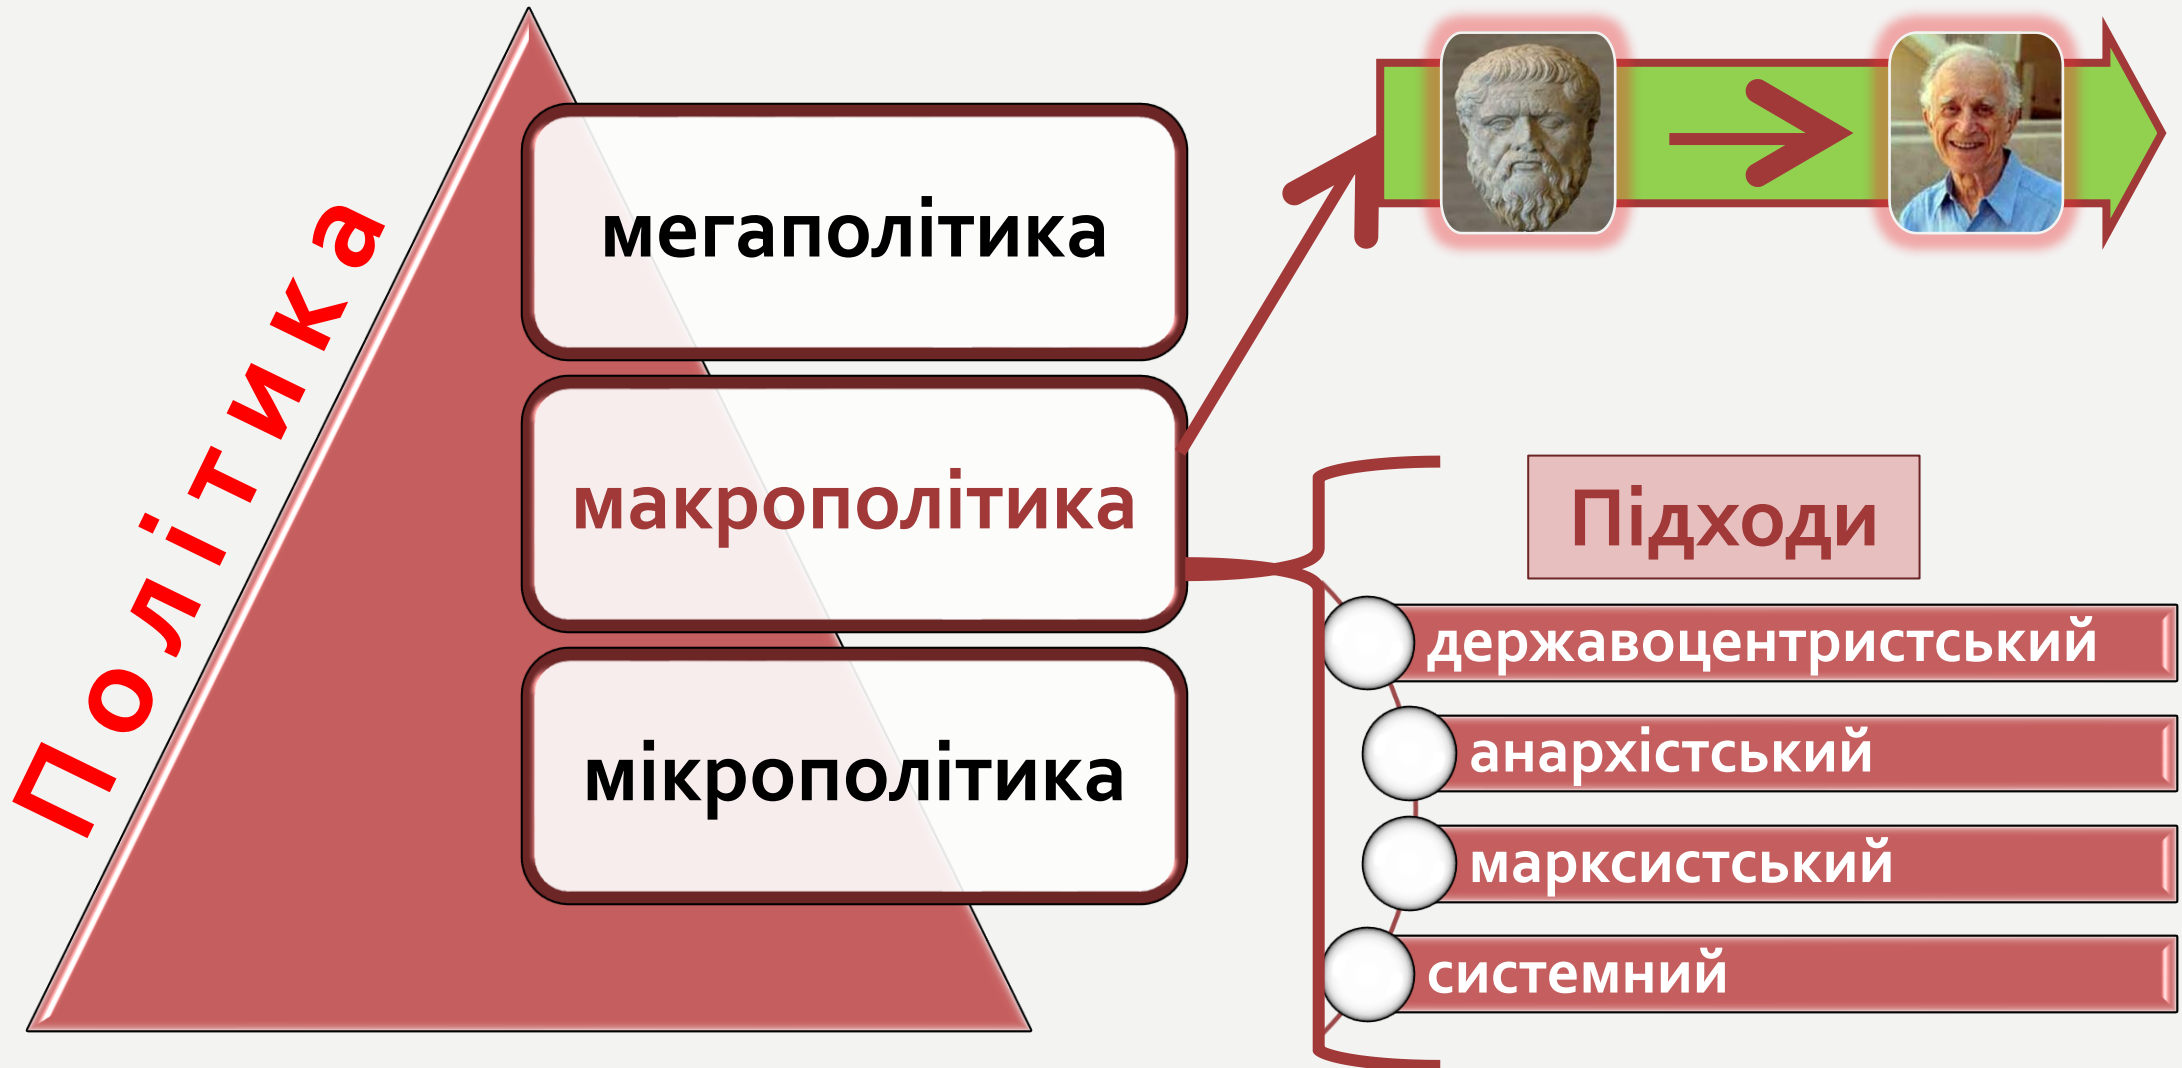 Політика
мегаполітика
макрополітика
мікрополітика
Підходи
державоцентристський
анархістський
марксистський
системний